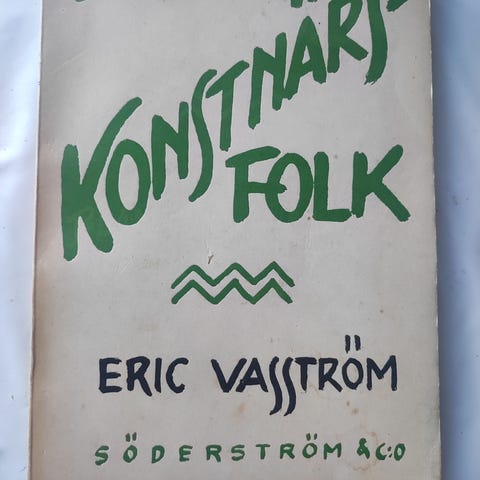 KONSTNÄRS-
FOLK
ERIC VASSTRÖM
SÖDERSTRÖM & C:O